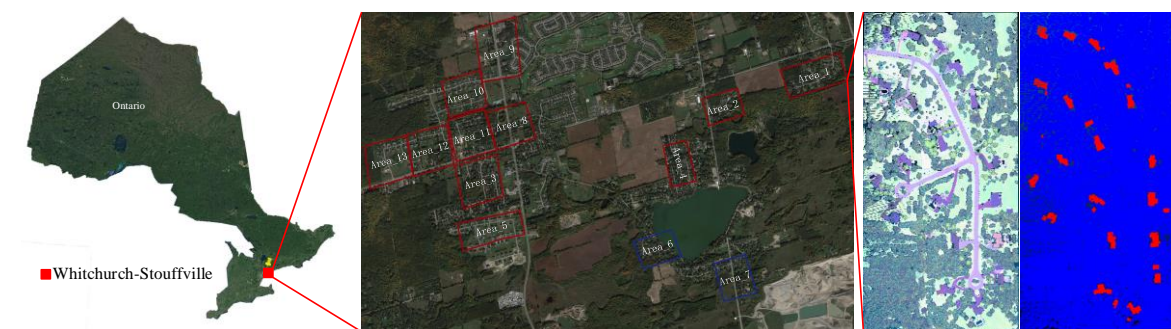 Ontario
Whitchurch-Stouffville
Area_9
Area_1
Area_10
Area_2
Area_11
Area_8
Area_13
Area_12
Area_3
Area_4
Area_5
Area_6
Area_7